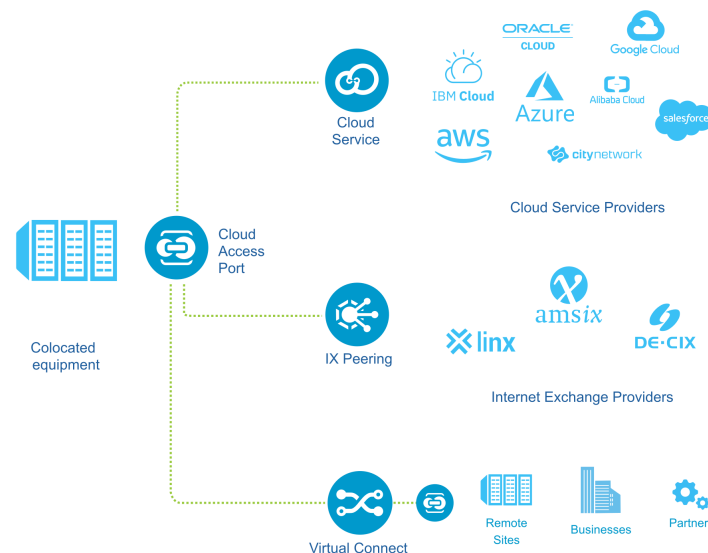 ORACLE
CLOUD
Google Cloud
IBM Cloud
Azure
Alibaba Cloud
salesforce
aws
citynetwork
Cloud
Service
Cloud Service Providers
Cloud
Access
Port
Colocated
equipment
IX Peering
amsix
linx
DE-CIX
Internet Exchange Providers
Virtual Connect
Remote
Sites
Businesses
Partner